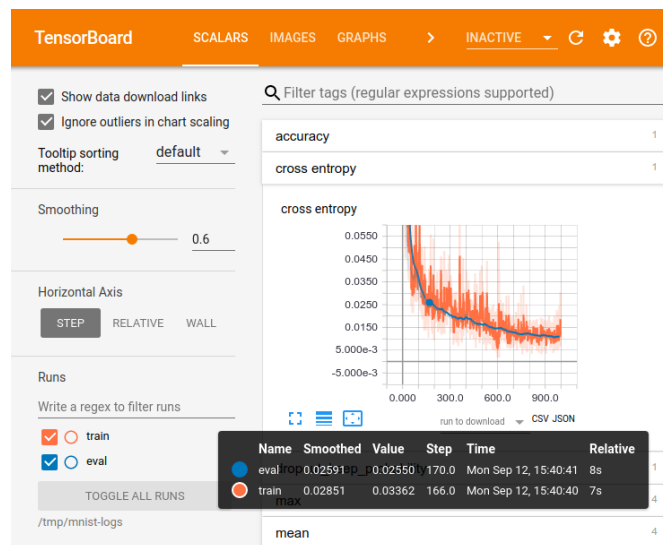 TensorBoard SCALARS IMAGES GRAPHS INACTIVE
Show data download links
Ignore outliers in chart scaling
Tooltip sorting method: default
Smoothing
0.6
Horizontal Axis
STEP RELATIVE WALL
Runs
Write a regex to filter runs
train
eval
TOGGLE ALL RUNS
/tmp/mnist-logs
Filter tags (regular expressions supported)
accuracy 1
cross entropy 1
cross entropy
0.0550
0.0450
0.0350
0.0250
0.0150
5.000e-3
-5.000e-3
0.000 300.0 600.0 900.0
run to download CSV JSON
Name Smoothed Value Step Time Relative
eval 0.02591 0.02550 170.0 Mon Sep 12, 15:40:41 8s
train 0.02851 0.03362 166.0 Mon Sep 12, 15:40:40 7s
1
max 4
mean 4